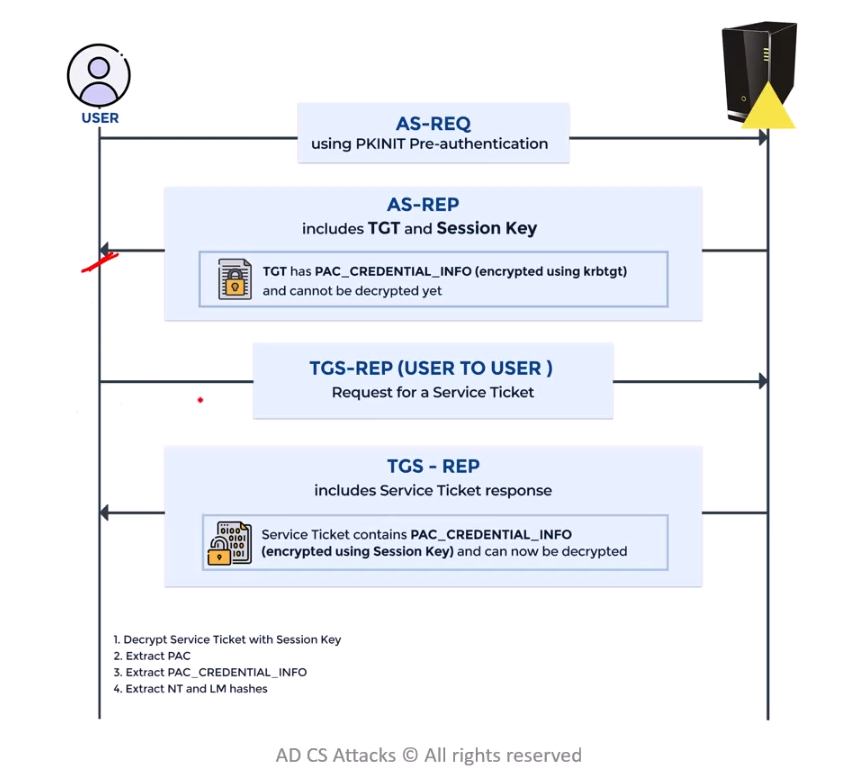 USER
AS-REQ
using PKINIT Pre-authentication
AS-REP
includes TGT and Session Key
TGT has PAC_CREDENTIAL_INFO (encrypted using krbtgt)
and cannot be decrypted yet
TGS-REP (USER TO USER )
Request for a Service Ticket
TGS - REP
includes Service Ticket response
Service Ticket contains PAC_CREDENTIAL_INFO
(encrypted using Session Key) and can now be decrypted
1. Decrypt Service Ticket with Session Key
2. Extract PAC
3. Extract PAC_CREDENTIAL_INFO
4. Extract NT and LM hashes
AD CS Attacks © All rights reserved